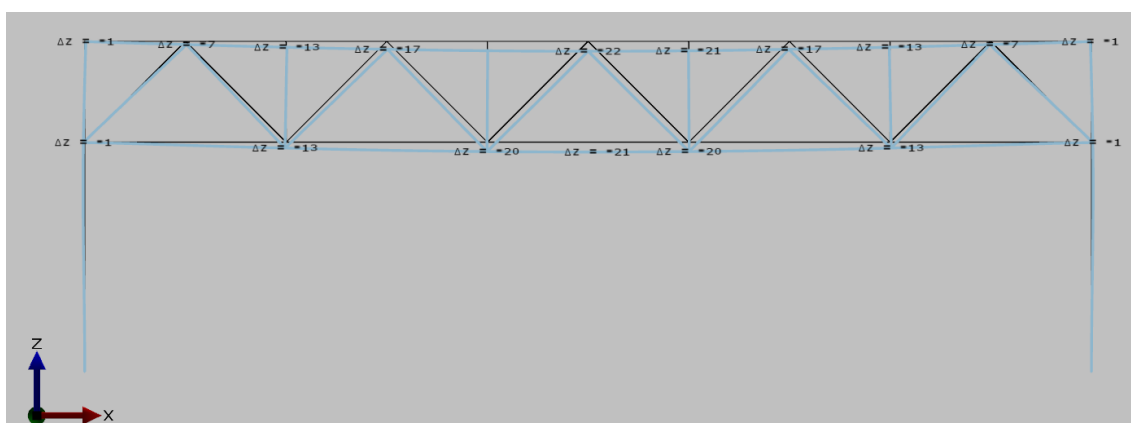 Δz = -1 Δz = -7 Δz = -13 Δz = -17 Δz = -22 Δz = -21 Δz = -17 Δz = -13 Δz = -7 Δz = -1
Δz = -1 Δz = -13 Δz = -20 Δz = -21 Δz = -20 Δz = -13 Δz = -1
Z
X